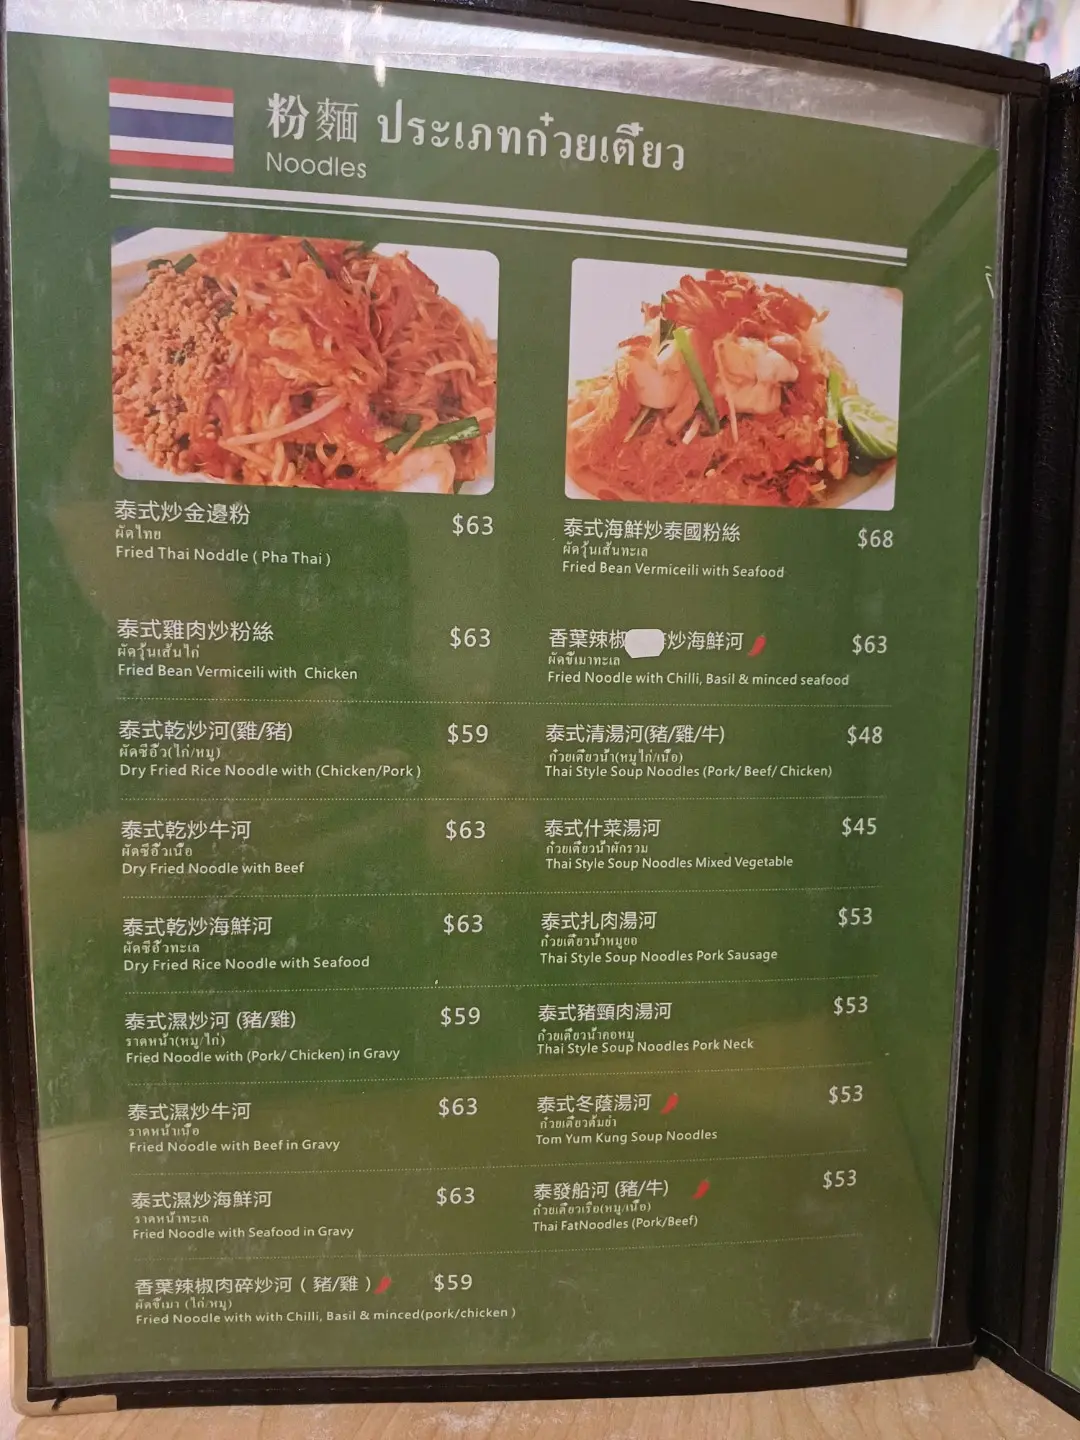 粉麵 ประเภทก๋วยเตี๋ยว
Noodles
泰式炒金邊粉 $63
ผัดไทย
Fried Thai Noddle ( Pha Thai )
泰式雞肉炒粉絲 $63
ผัดวุ้นเส้นไก่
Fried Bean Vermiceili with Chicken
泰式乾炒河(雞/豬) $59
ผัดซีอิ้ว(ไก่/หมู)
Dry Fried Rice Noodle with (Chicken/Pork )
泰式乾炒牛河 $63
ผัดซีอิ้วเนื้อ
Dry Fried Noodle with Beef
泰式乾炒海鮮河 $63
ผัดซีอิ้วทะเล
Dry Fried Rice Noodle with Seafood
泰式濕炒河 (豬/雞) $59
ราดหน้า(หมู/ไก่)
Fried Noodle with (Pork/ Chicken) in Gravy
泰式濕炒牛河 $63
ราดหน้าเนื้อ
Fried Noodle with Beef in Gravy
泰式濕炒海鮮河 $63
ราดหน้าทะเล
Fried Noodle with Seafood in Gravy
香葉辣椒肉碎炒河 ( 豬/雞 ) $59
ผัดขี้เมา (ไก่/หมู)
Fried Noodle with with Chilli, Basil & minced(pork/chicken )
泰式海鮮炒泰國粉絲 $68
ผัดวุ้นเส้นทะเล
Fried Bean Vermiceili with Seafood
香葉辣椒 炒海鮮河 $63
ผัดขี้เมาทะเล
Fried Noodle with Chilli, Basil & minced seafood
泰式清湯河(豬/雞/牛) $48
ก๋วยเตี๋ยวน้ำ(หมูไก่/เนื้อ)
Thai Style Soup Noodles (Pork/ Beef/ Chicken)
泰式什菜湯河 $45
ก๋วยเตี๋ยวน้ำผักรวม
Thai Style Soup Noodles Mixed Vegetable
泰式扎肉湯河 $53
ก๋วยเตี๋ยวน้ำหมูยอ
Thai Style Soup Noodles Pork Sausage
泰式豬頸肉湯河 $53
ก๋วยเตี๋ยวน้ำคอหมู
Thai Style Soup Noodles Pork Neck
泰式冬蔭湯河 $53
ก๋วยเตี๋ยวต้มยำ
Tom Yum Kung Soup Noodles
泰發船河 (豬/牛) $53
ก๋วยเตี๋ยวเรือ(หมู/เนื้อ)
Thai FatNoodles (Pork/Beef)